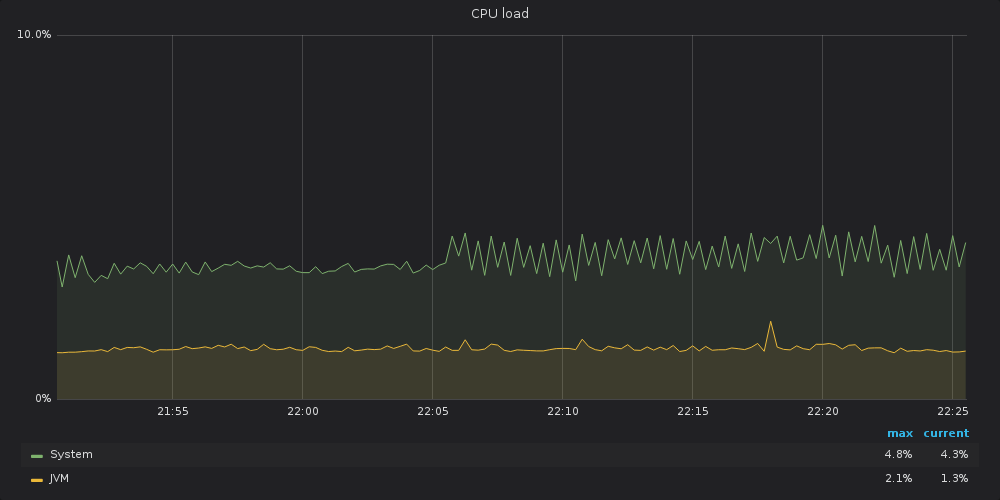 CPU load
10.0%
0%
21:55 22:00 22:05 22:10 22:15 22:20 22:25
max current
System 4.8% 4.3%
JVM 2.1% 1.3%